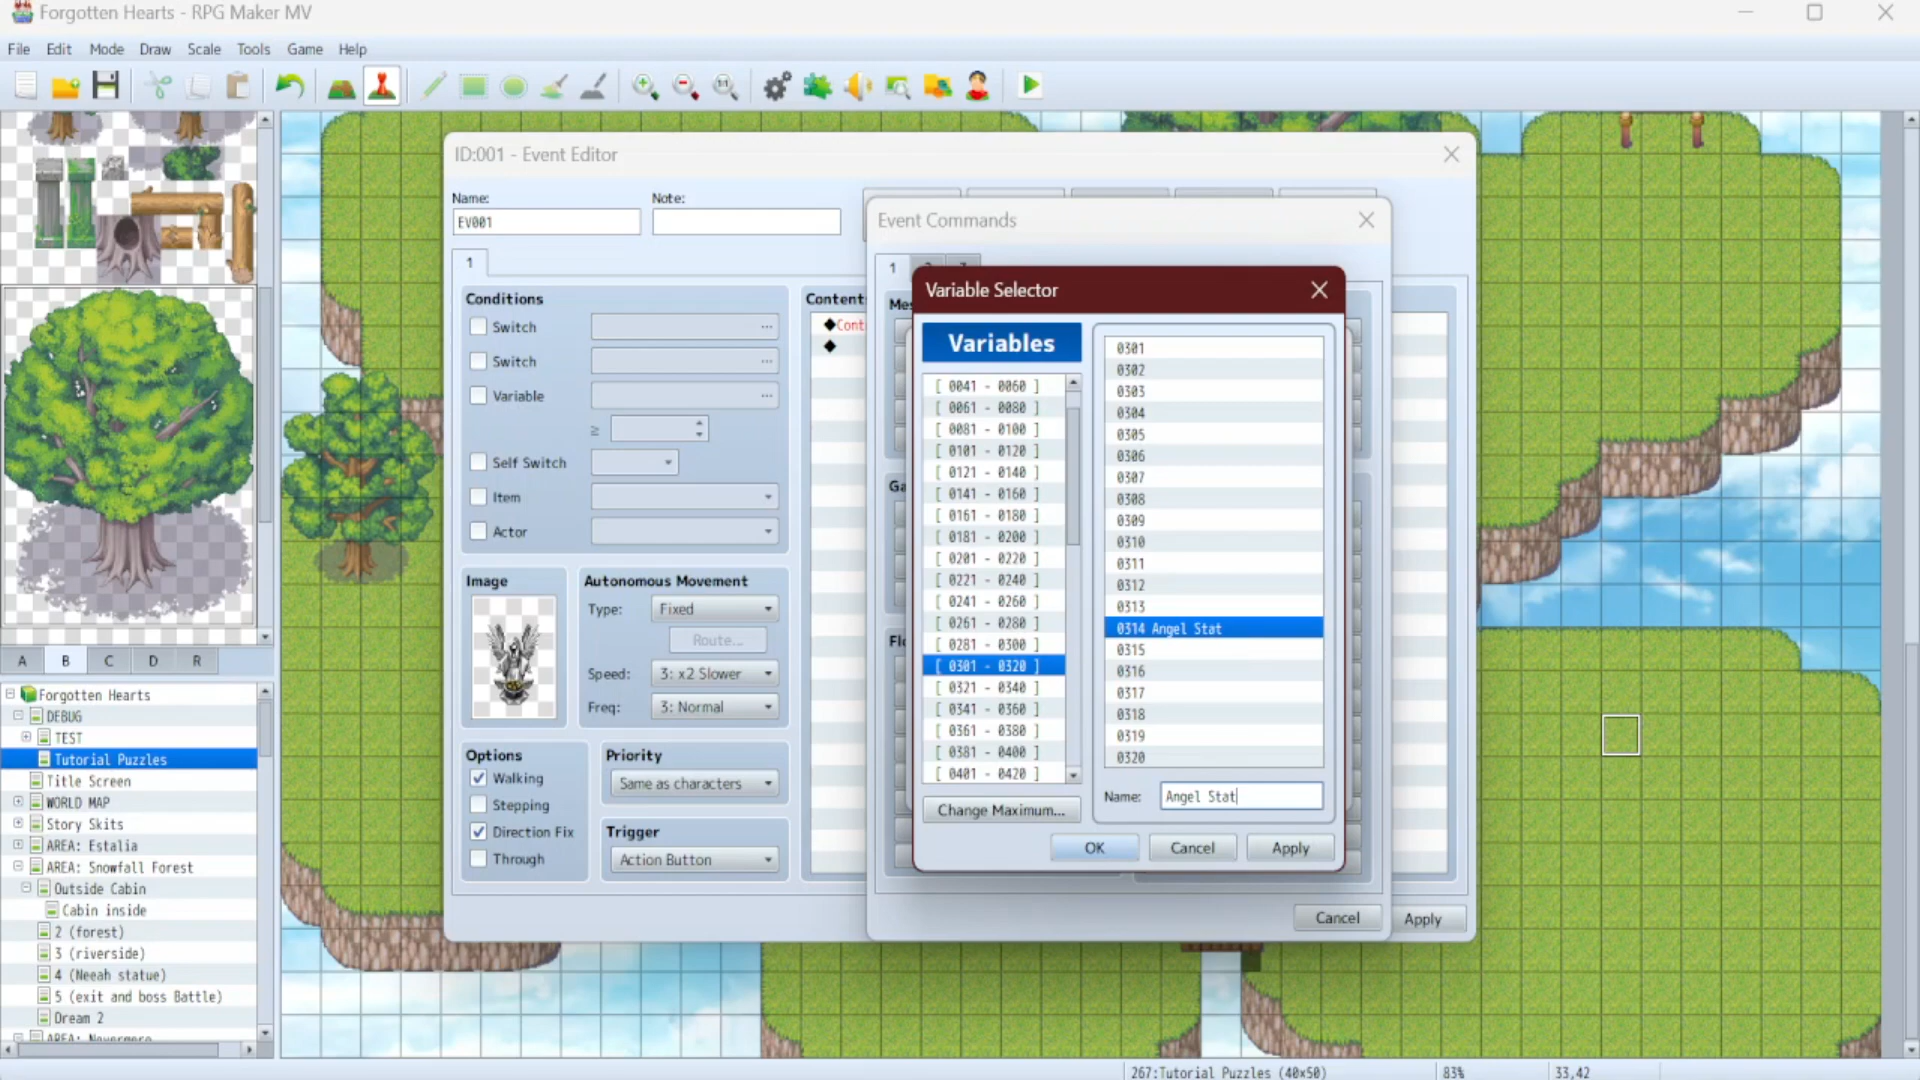 Forgotten Hearts - RPG Maker MV
File Edit Mode Draw Scale Tools Game Help
ID:001 - Event Editor
Name:
Note:
EV001
1
Conditions
Switch
Switch
Variable
≥
Self Switch
Item
Actor
Image
Autonomous Movement
Type: Fixed
Route...
Speed: 3: x2 Slower
Freq: 3: Normal
Options
Walking
Stepping
Direction Fix
Through
Priority
Same as characters
Trigger
Action Button
Content
◆Cont
◆
Event Commands
1
Mes
Ga
Flo
Cancel
Apply
Variable Selector
Variables
[ 0041 - 0060 ]
[ 0061 - 0080 ]
[ 0081 - 0100 ]
[ 0101 - 0120 ]
[ 0121 - 0140 ]
[ 0141 - 0160 ]
[ 0161 - 0180 ]
[ 0181 - 0200 ]
[ 0201 - 0220 ]
[ 0221 - 0240 ]
[ 0241 - 0260 ]
[ 0261 - 0280 ]
[ 0281 - 0300 ]
[ 0301 - 0320 ]
[ 0321 - 0340 ]
[ 0341 - 0360 ]
[ 0361 - 0380 ]
[ 0381 - 0400 ]
[ 0401 - 0420 ]
Change Maximum...
0301
0302
0303
0304
0305
0306
0307
0308
0309
0310
0311
0312
0313
0314 Angel Stat
0315
0316
0317
0318
0319
0320
Name: Angel Stat
OK
Cancel
Apply
A B C D R
Forgotten Hearts
DEBUG
TEST
Tutorial Puzzles
Title Screen
WORLD MAP
Story Skits
AREA: Estalia
AREA: Snowfall Forest
Outside Cabin
Cabin inside
2 (forest)
3 (riverside)
4 (Neeah statue)
5 (exit and boss Battle)
Dream 2
AREA: Nevermore
267:Tutorial Puzzles (40x50)
83%
33,42